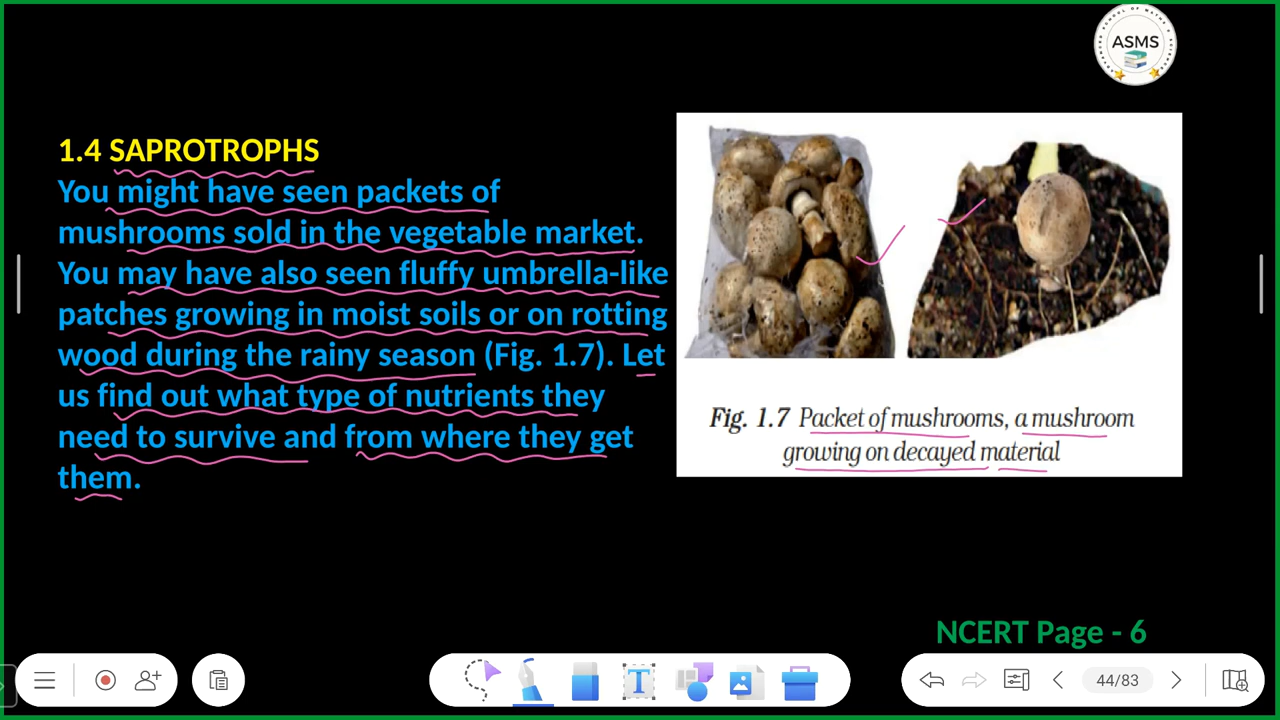 ASMS
1.4 SAPROTROPHS
You might have seen packets of
mushrooms sold in the vegetable market.
You may have also seen fluffy umbrella-like
patches growing in moist soils or on rotting
wood during the rainy season (Fig. 1.7). Let
us find out what type of nutrients they
need to survive and from where they get
them.
Fig. 1.7 Packet of mushrooms, a mushroom
growing on decayed material
NCERT Page - 6
T
44/83